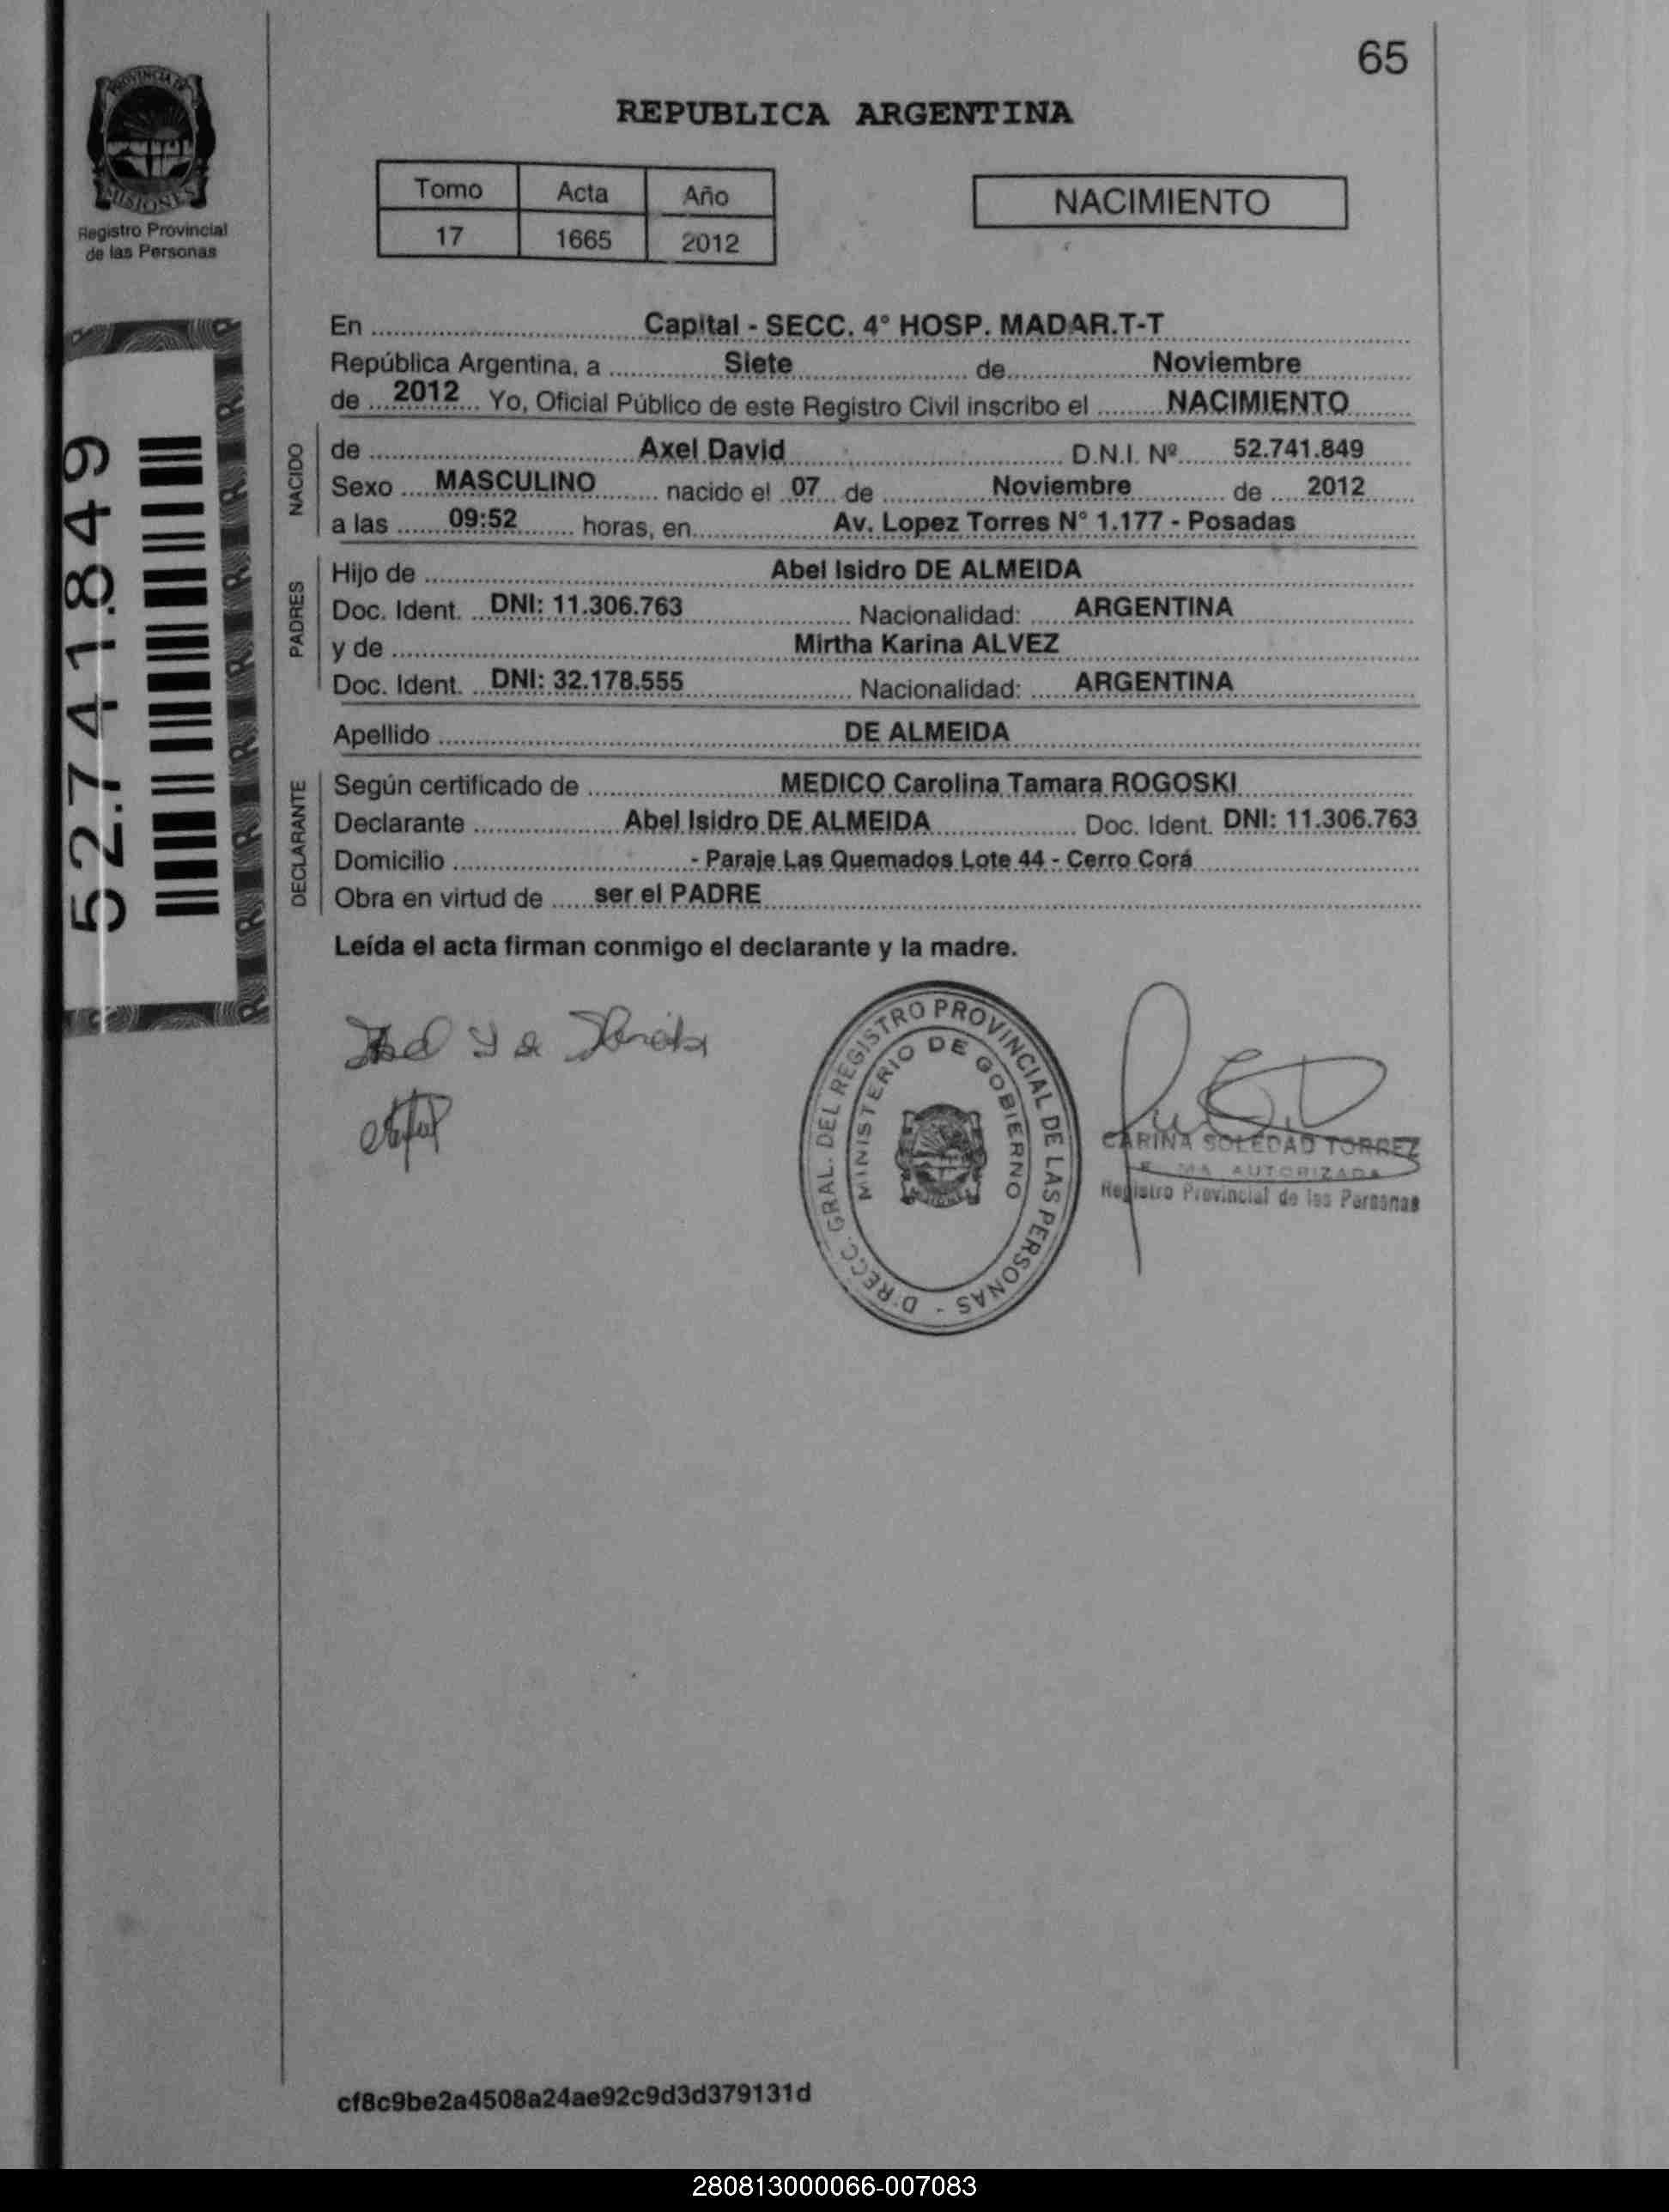 65
PROVINCIA DE
MISIONES
Registro Provincial
de las Personas
REPUBLICA ARGENTINA
Tomo Acta Año
17 1665 2012
NACIMIENTO
52.741.849
En Capital - SECC. 4° HOSP. MADAR.T-T
República Argentina, a Siete de Noviembre
de 2012 Yo, Oficial Público de este Registro Civil inscribo el NACIMIENTO
NACIDO
de Axel David D.N.I. Nº 52.741.849
Sexo MASCULINO nacido el 07 de Noviembre de 2012
a las 09:52 horas, en Av. Lopez Torres N° 1.177 - Posadas
PADRES
Hijo de Abel Isidro DE ALMEIDA
Doc. Ident. DNI: 11.306.763 Nacionalidad: ARGENTINA
y de Mirtha Karina ALVEZ
Doc. Ident. DNI: 32.178.555 Nacionalidad: ARGENTINA
Apellido DE ALMEIDA
DECLARANTE
Según certificado de MEDICO Carolina Tamara ROGOSKI
Declarante Abel Isidro DE ALMEIDA Doc. Ident. DNI: 11.306.763
Domicilio - Paraje Las Quemados Lote 44 - Cerro Corá
Obra en virtud de ser el PADRE
Leída el acta firman conmigo el declarante y la madre.
DIRECC. GRAL. DEL REGISTRO PROVINCIAL DE LAS PERSONAS -
MINISTERIO DE GOBIERNO
CARINA SOLEDAD TORREZ
AUTORIZADA
Registro Provincial de las Personas
cf8c9be2a4508a24ae92c9d3d379131d
280813000066-007083